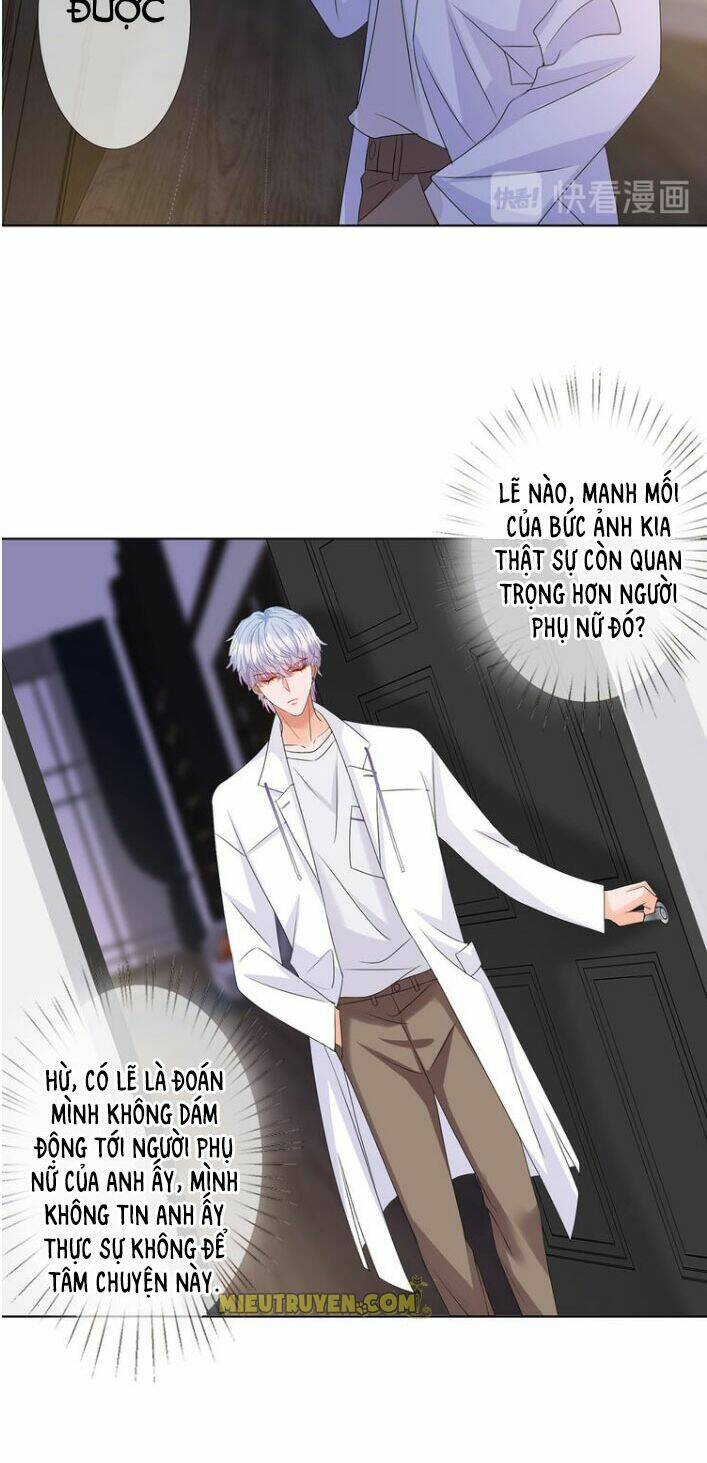 ĐƯỢC
快看! 快看漫画
LẼ NÀO, MANH MỐI
CỦA BỨC ẢNH KIA
THẬT SỰ CÒN QUAN
TRỌNG HƠN NGƯỜI
PHỤ NỮ ĐÓ?
HỪ, CÓ LẼ LÀ ĐOÁN
MÌNH KHÔNG DÁM
ĐỘNG TỚI NGƯỜI PHỤ
NỮ CỦA ANH ẤY, MÌNH
KHÔNG TIN ANH ẤY
THỰC SỰ KHÔNG ĐỂ
TÂM CHUYỆN NÀY.
MIEUTRUYEN.COM